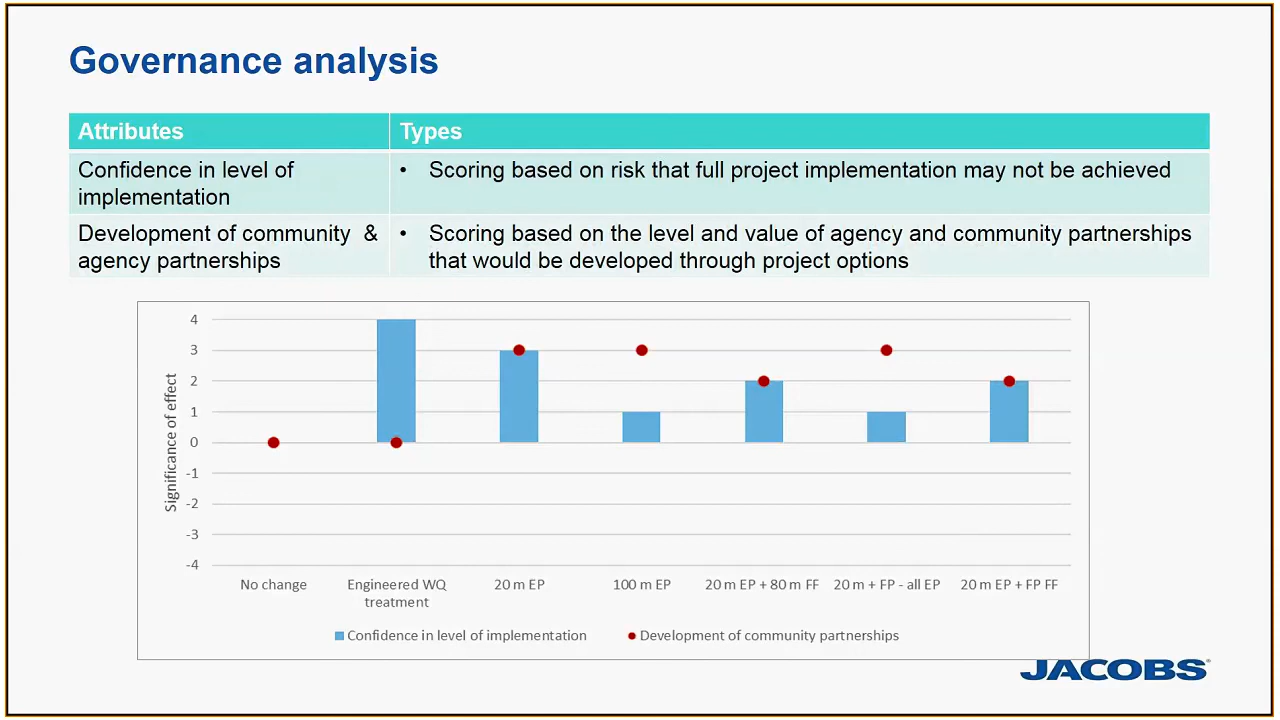 Governance analysis
Attributes
Types
Confidence in level of
implementation
• Scoring based on risk that full project implementation may not be achieved
Development of community &
agency partnerships
• Scoring based on the level and value of agency and community partnerships
that would be developed through project options
Significance of effect
4
3
2
1
0
-1
-2
-3
-4
No change
Engineered WQ
treatment
20 m EP
100 m EP
20 m EP + 80 m FF
20 m + FP - all EP
20 m EP + FP FF
Confidence in level of implementation
Development of community partnerships
JACOBS